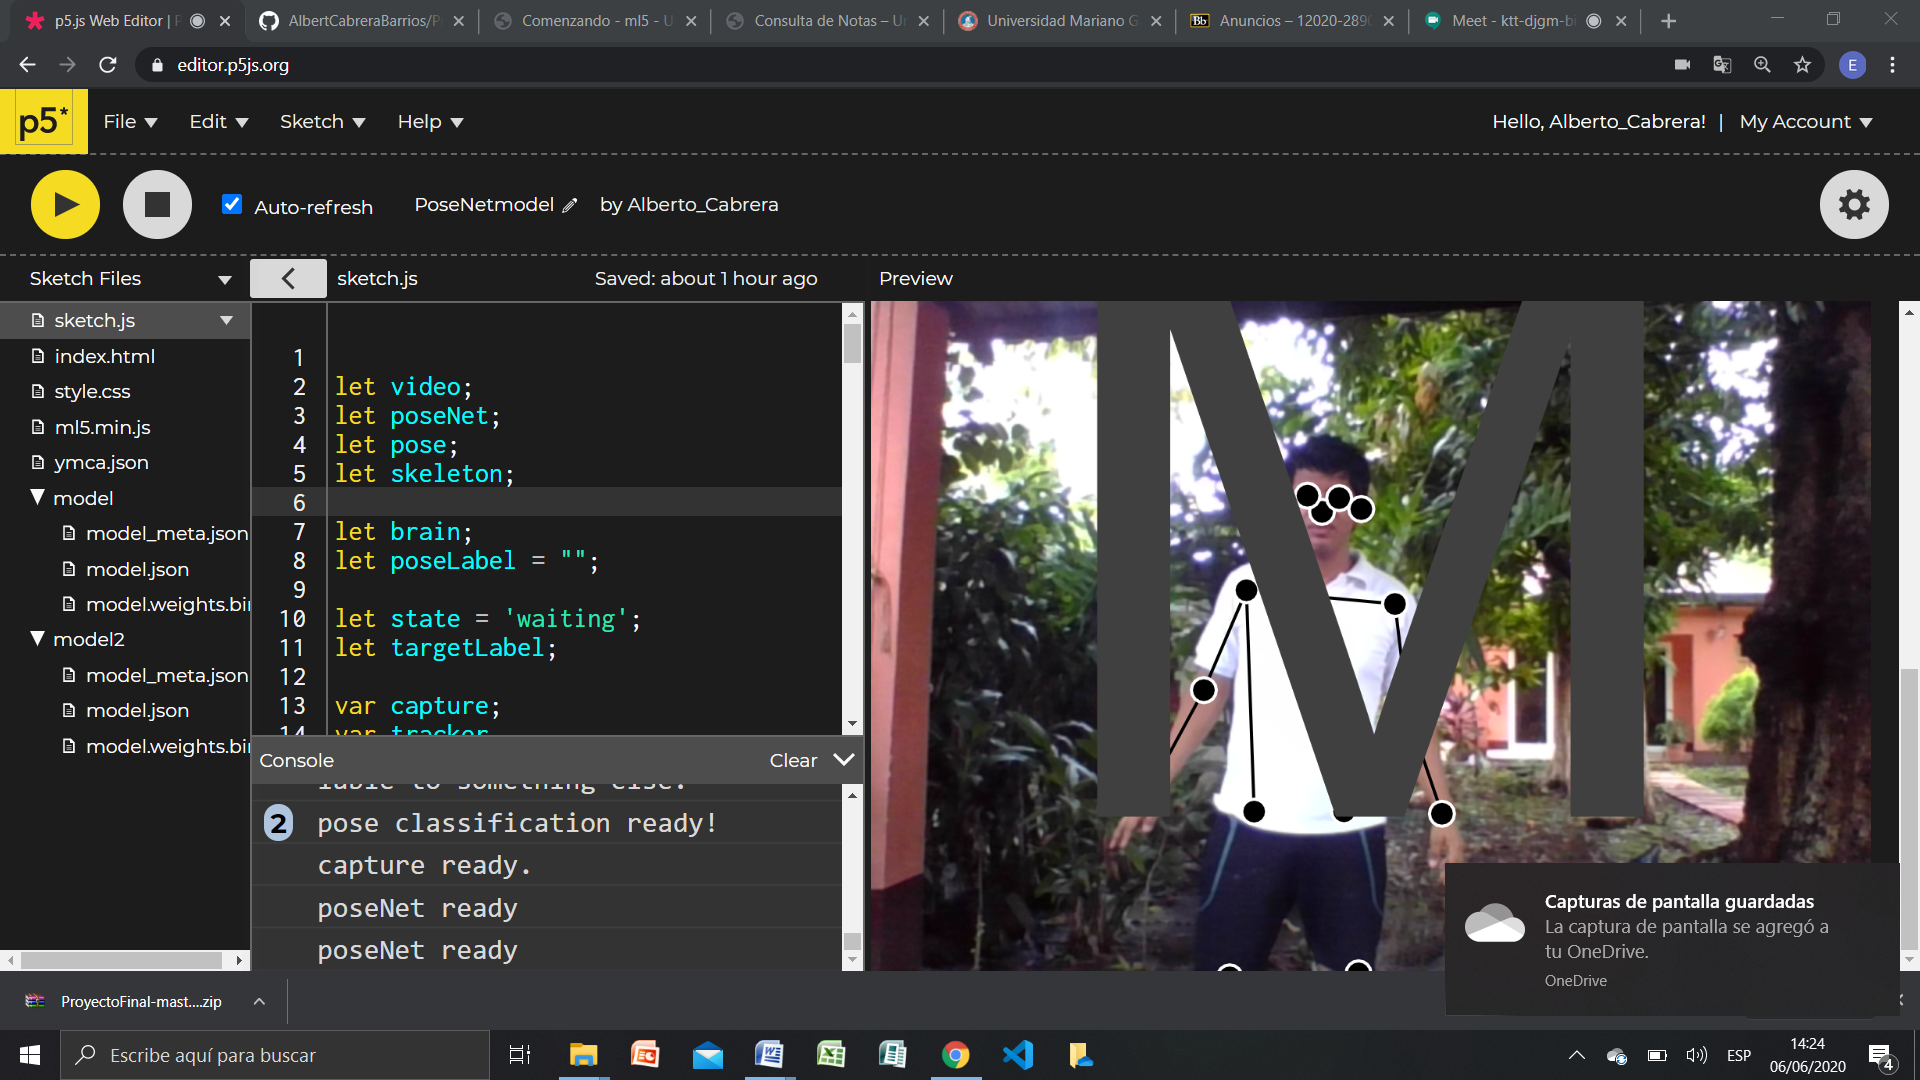 p5.js Web Editor | P
AlbertCabreraBarrios/P
Comenzando - ml5 - U
Consulta de Notas – Un
Universidad Mariano G
Bb Anuncios – 12020-289
Meet - ktt-djgm-b
editor.p5js.org
E
p5*
File
Edit
Sketch
Help
Hello, Alberto_Cabrera! | My Account
Auto-refresh
PoseNetmodel
by Alberto_Cabrera
Sketch Files
sketch.js
Saved: about 1 hour ago
Preview
sketch.js
index.html
style.css
ml5.min.js
ymca.json
model
model_meta.json
model.json
model.weights.bi
model2
model_meta.json
model.json
model.weights.bi
1
2 let video;
3 let poseNet;
4 let pose;
5 let skeleton;
6
7 let brain;
8 let poseLabel = "";
9
10 let state = 'waiting';
11 let targetLabel;
12
13 var capture;
14 var tracker
Console
Clear
iable to something else.
2 pose classification ready!
capture ready.
poseNet ready
poseNet ready
M
Capturas de pantalla guardadas
La captura de pantalla se agregó a
tu OneDrive.
OneDrive
ProyectoFinal-mast....zip
Escribe aquí para buscar
ESP
14:24
06/06/2020
4